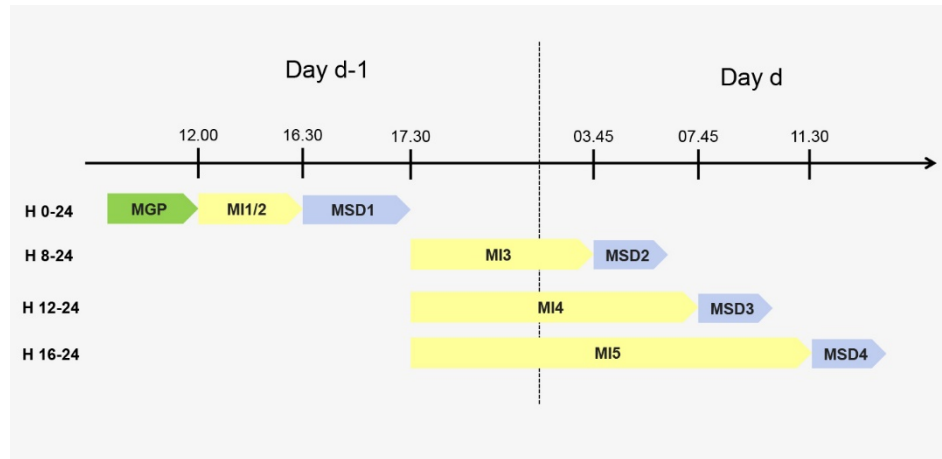 Day d-1
Day d
12.00 16.30 17.30 03.45 07.45 11.30
H 0-24 MGP MI1/2 MSD1
H 8-24 MI3 MSD2
H 12-24 MI4 MSD3
H 16-24 MI5 MSD4